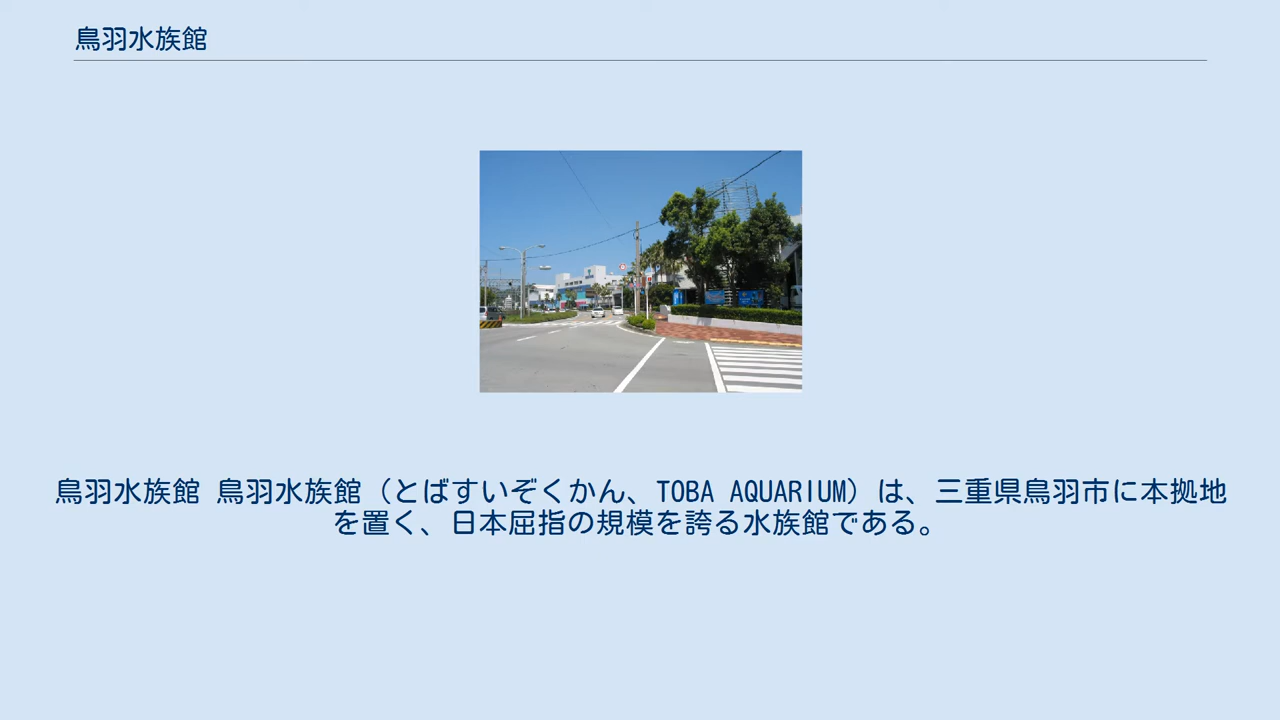 鳥羽水族館
鳥羽水族館 鳥羽水族館（とばすいぞくかん、TOBA AQUARIUM）は、三重県鳥羽市に本拠地
を置く、日本屈指の規模を誇る水族館である。